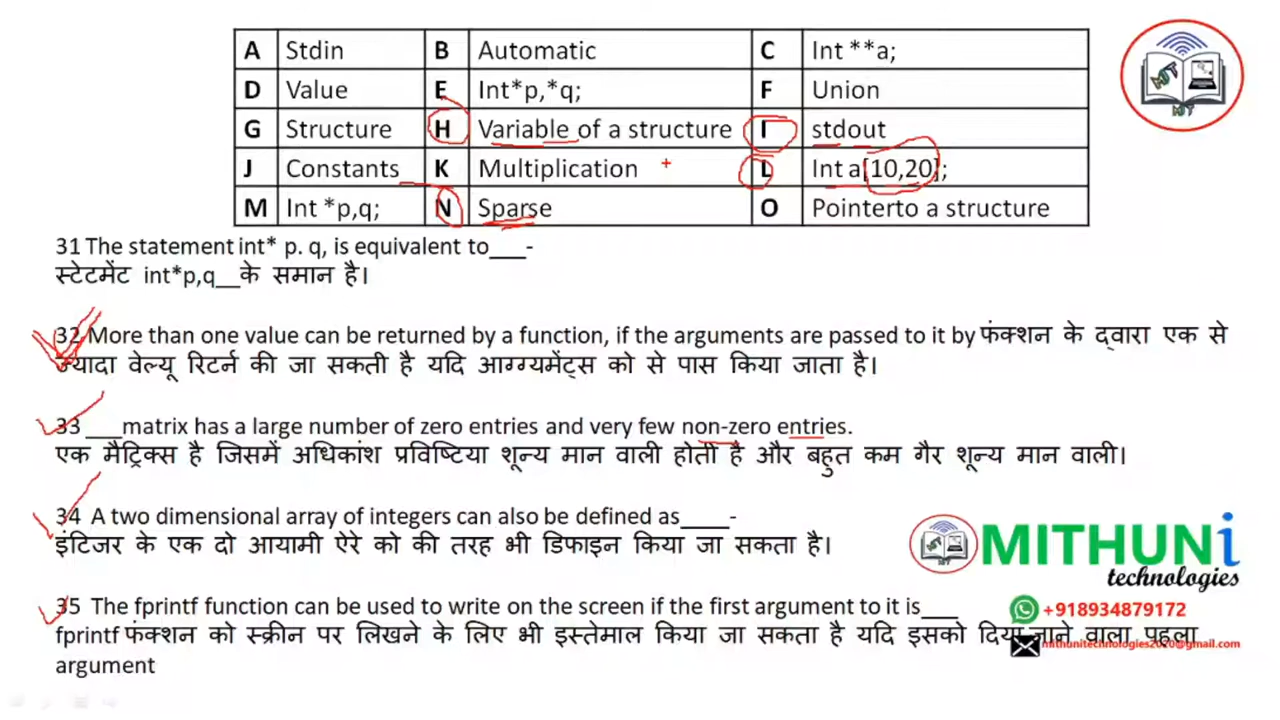 A Stdin B Automatic C Int **a;
D Value E Int*p,*q; F Union
G Structure H Variable of a structure I stdout
J Constants K Multiplication + L Int a[10,20];
M Int *p,q; N Sparse O Pointerto a structure
31 The statement int* p. q, is equivalent to___-
स्टेटमेंट int*p,q__के समान है।
32 More than one value can be returned by a function, if the arguments are passed to it by फंक्शन के द्वारा एक से
ज्यादा वेल्यू रिटर्न की जा सकती है यदि आग्ग्यमेंट्स को से पास किया जाता है।
33 ___matrix has a large number of zero entries and very few non-zero entries.
एक मैट्रिक्स है जिसमें अधिकांश प्रविष्टिया शून्य मान वाली होती है और बहुत कम गैर शून्य मान वाली।
34 A two dimensional array of integers can also be defined as____-
इंटिजर के एक दो आयामी ऐरे को की तरह भी डिफाइन किया जा सकता है।
MITHUNi
technologies
35 The fprintf function can be used to write on the screen if the first argument to it is___
+918934879172
fprintf फंक्शन को स्क्रीन पर लिखने के लिए भी इस्तेमाल किया जा सकता है यदि इसको दिया जाने वाला पहला
mithunitechnologies2020@gmail.com
argument